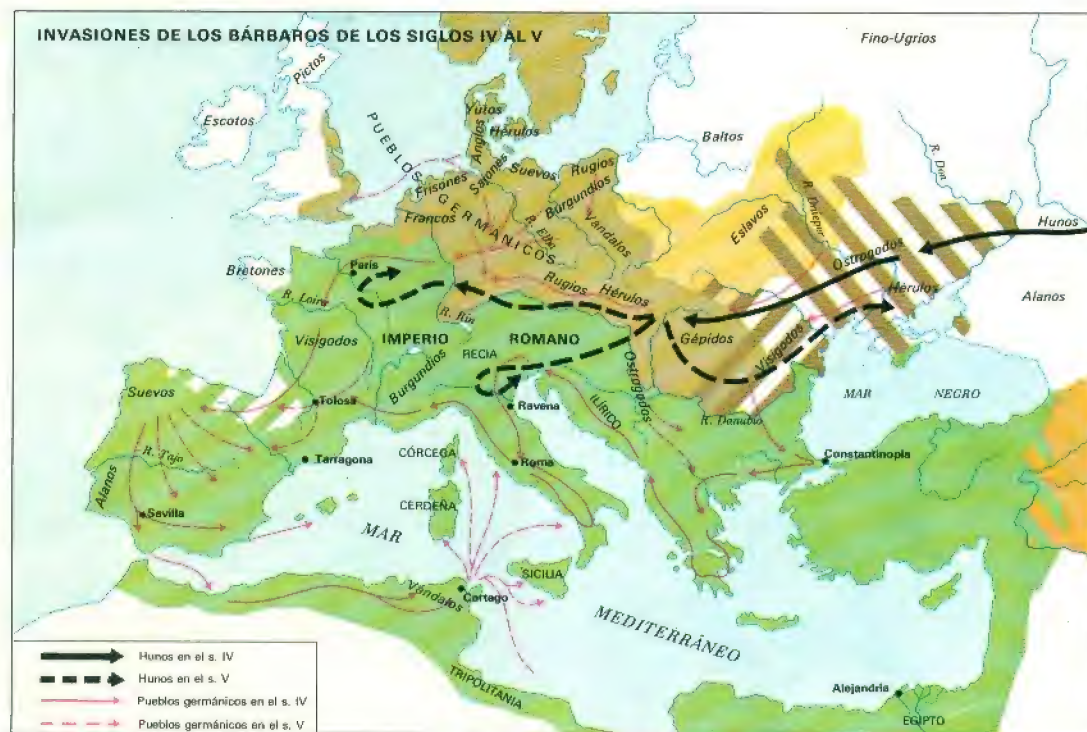 INVASIONES DE LOS BÁRBAROS DE LOS SIGLOS IV AL V
Fino-Ugrios
Pictos
Escotos
Yutos
Hérulos
Anglos
Baltos
R. Don
PUEBLOS
GERMANICOS
Sajones
Suevos
Rugios
Frisones
Burgundios
Vándalos
Francos
R. Elba
Eslavos
R. Dniéper
Hunos
Ostrogodos
Bretones
París
Rugios
Hérulos
Hérulos
Alanos
R. Loira
R. Rin
Visigodos
Gépidos
Visigodos
IMPERIO
ROMANO
RECIA
Burgundios
Ostrogodos
MAR
NEGRO
Suevos
Tolosa
Ravena
ILÍRICO
R. Danubio
R. Tajo
Tarragona
CÓRCEGA
Roma
Constantinopla
Alanos
Sevilla
CERDEÑA
MAR
SICILIA
Vándalos
Cartago
MEDITERRÁNEO
TRIPOLITANIA
Alejandría
EGIPTO
Hunos en el s. IV
Hunos en el s. V
Pueblos germánicos en el s. IV
Pueblos germánicos en el s. V